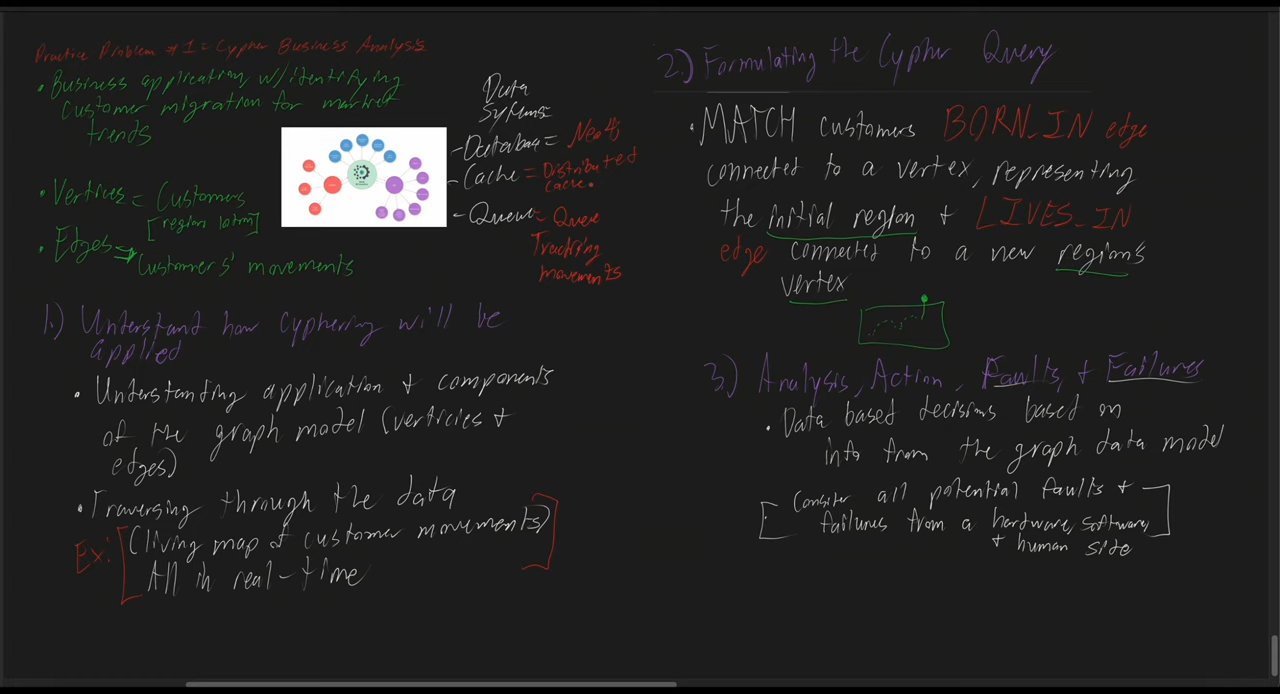 Practice Problem #1: Cypher Business Analysis
• Business application w/identifying
customer migration for market
trends
• Vertices = Customers
[region
• Edges → Customers' movements
Data
Systems
- Database = Neo4j
- Cache = Distributed
cache.
- Queue = Queue
Tracking
movements
1.) Understand how cyphering will be
applied
• Understanding application + components
of the graph model (verticies +
edges)
• Traversing through the data
Ex: [(living map of customer movements)
All in real-time]
2.) Formulating the Cypher Query
• MATCH customers BORN_IN edge
connected to a vertex, representing
the initial region + LIVES_IN
edge connected to a new region's
vertex
3.) Analysis, Action, Faults, + Failures
• Data based decisions based on
info from the graph data model
[Consider all potential faults +
failures from a hardware, software,
+ human site]